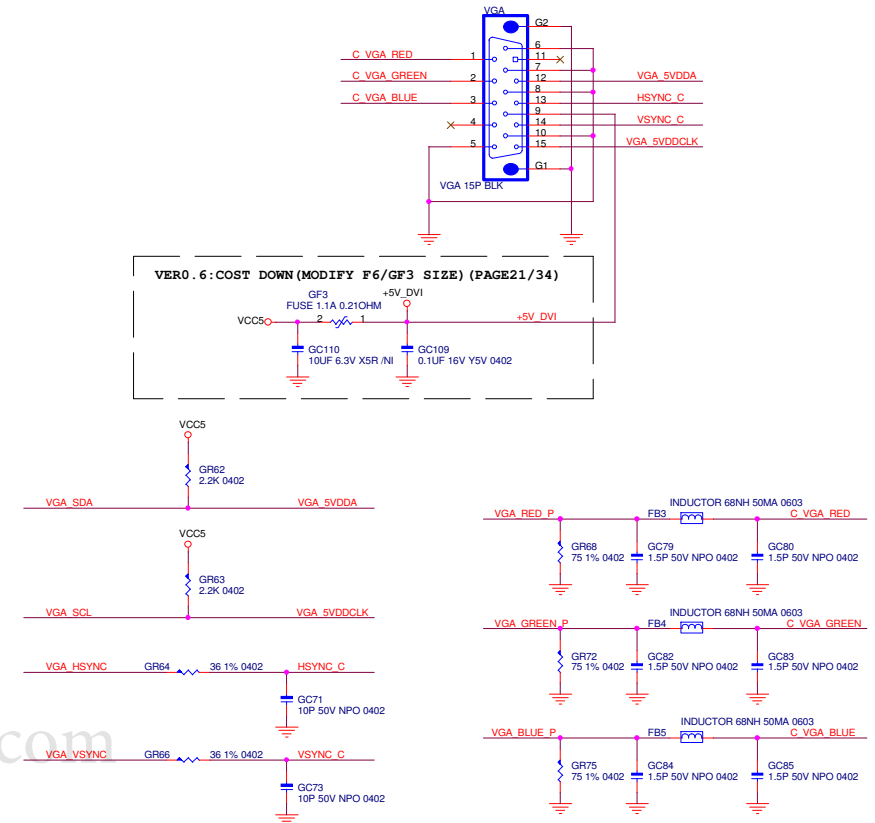 VGA
G2
6
C_VGA_RED 1 11
7
C_VGA_GREEN 2 12 VGA_5VDDA
8
C_VGA_BLUE 3 13 HSYNC_C
9
4 14 VSYNC_C
10
5 15 VGA_5VDDCLK
G1
VGA 15P BLK
VER0.6:COST DOWN(MODIFY F6/GF3 SIZE)(PAGE21/34)
GF3 +5V_DVI
FUSE 1.1A 0.21OHM
VCC5 2 1 +5V_DVI
GC110 GC109
10UF 6.3V X5R /NI 0.1UF 16V Y5V 0402
VCC5
GR62
2.2K 0402
VGA_SDA VGA_5VDDA
VCC5
GR63
2.2K 0402
VGA_SCL VGA_5VDDCLK
VGA_HSYNC GR64 36 1% 0402 HSYNC_C
GC71
10P 50V NPO 0402
VGA_VSYNC GR66 36 1% 0402 VSYNC_C
GC73
10P 50V NPO 0402
com
INDUCTOR 68NH 50MA 0603
VGA_RED_P FB3 C_VGA_RED
GR68 GC79 GC80
75 1% 0402 1.5P 50V NPO 0402 1.5P 50V NPO 0402
INDUCTOR 68NH 50MA 0603
VGA_GREEN_P FB4 C_VGA_GREEN
GR72 GC82 GC83
75 1% 0402 1.5P 50V NPO 0402 1.5P 50V NPO 0402
INDUCTOR 68NH 50MA 0603
VGA_BLUE_P FB5 C_VGA_BLUE
GR75 GC84 GC85
75 1% 0402 1.5P 50V NPO 0402 1.5P 50V NPO 0402